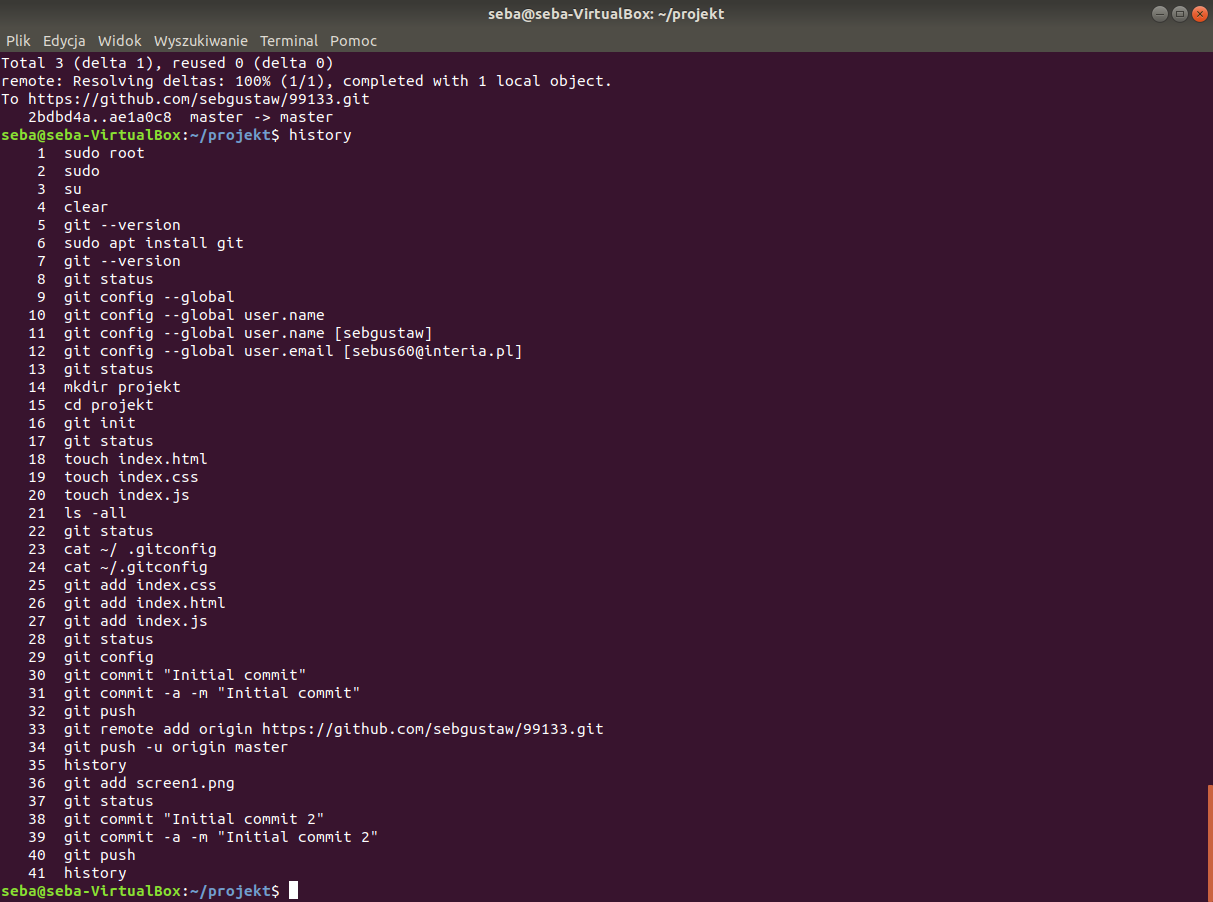 seba@seba-VirtualBox: ~/projekt
Plik Edycja Widok Wyszukiwanie Terminal Pomoc
Total 3 (delta 1), reused 0 (delta 0)
remote: Resolving deltas: 100% (1/1), completed with 1 local object.
To https://github.com/sebgustaw/99133.git
   2bdbd4a..ae1a0c8  master -> master
seba@seba-VirtualBox:~/projekt$ history
    1  sudo root
    2  sudo
    3  su
    4  clear
    5  git --version
    6  sudo apt install git
    7  git --version
    8  git status
    9  git config --global
   10  git config --global user.name
   11  git config --global user.name [sebgustaw]
   12  git config --global user.email [sebus60@interia.pl]
   13  git status
   14  mkdir projekt
   15  cd projekt
   16  git init
   17  git status
   18  touch index.html
   19  touch index.css
   20  touch index.js
   21  ls -all
   22  git status
   23  cat ~/ .gitconfig
   24  cat ~/.gitconfig
   25  git add index.css
   26  git add index.html
   27  git add index.js
   28  git status
   29  git config
   30  git commit "Initial commit"
   31  git commit -a -m "Initial commit"
   32  git push
   33  git remote add origin https://github.com/sebgustaw/99133.git
   34  git push -u origin master
   35  history
   36  git add screen1.png
   37  git status
   38  git commit "Initial commit 2"
   39  git commit -a -m "Initial commit 2"
   40  git push
   41  history
seba@seba-VirtualBox:~/projekt$